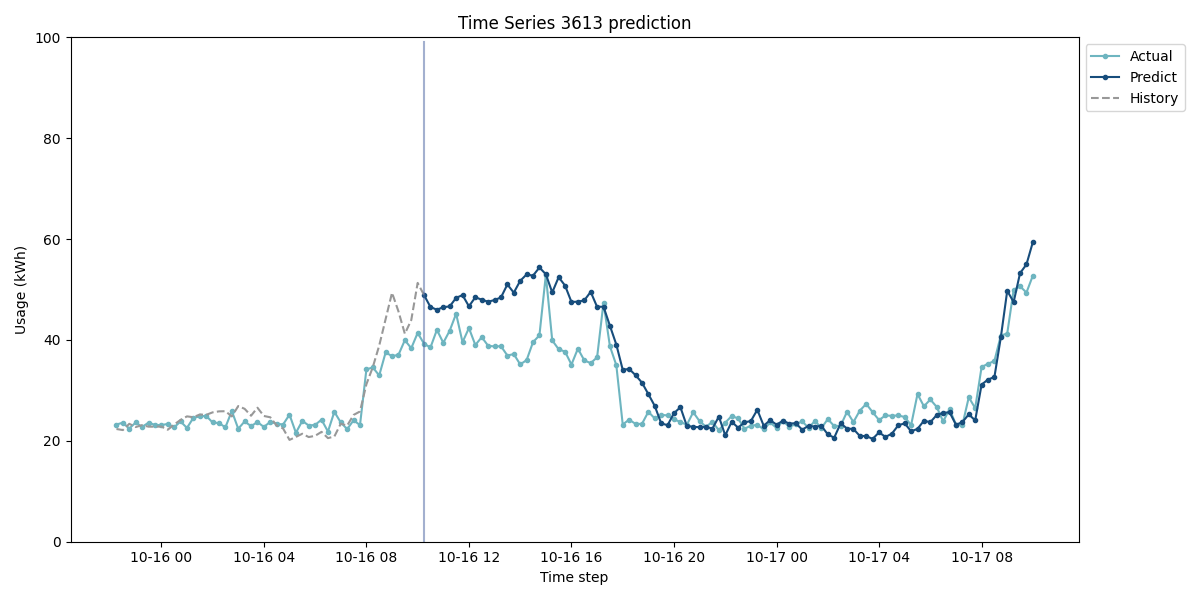 Time Series 3613 prediction
100
80
60
40
20
0
Usage (kWh)
10-16 00
10-16 04
10-16 08
10-16 12
10-16 16
10-16 20
10-17 00
10-17 04
10-17 08
Time step
Actual
Predict
History